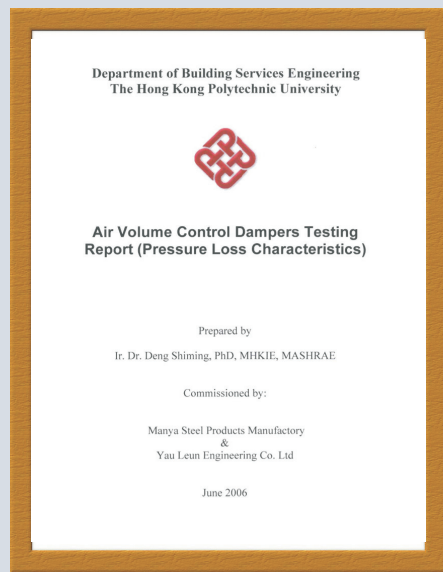 Department of Building Services Engineering
The Hong Kong Polytechnic University
Air Volume Control Dampers Testing
Report (Pressure Loss Characteristics)
Prepared by
Ir. Dr. Deng Shiming, PhD, MHKIE, MASHRAE
Commissioned by:
Manya Steel Products Manufactory
&
Yau Leun Engineering Co. Ltd
June 2006